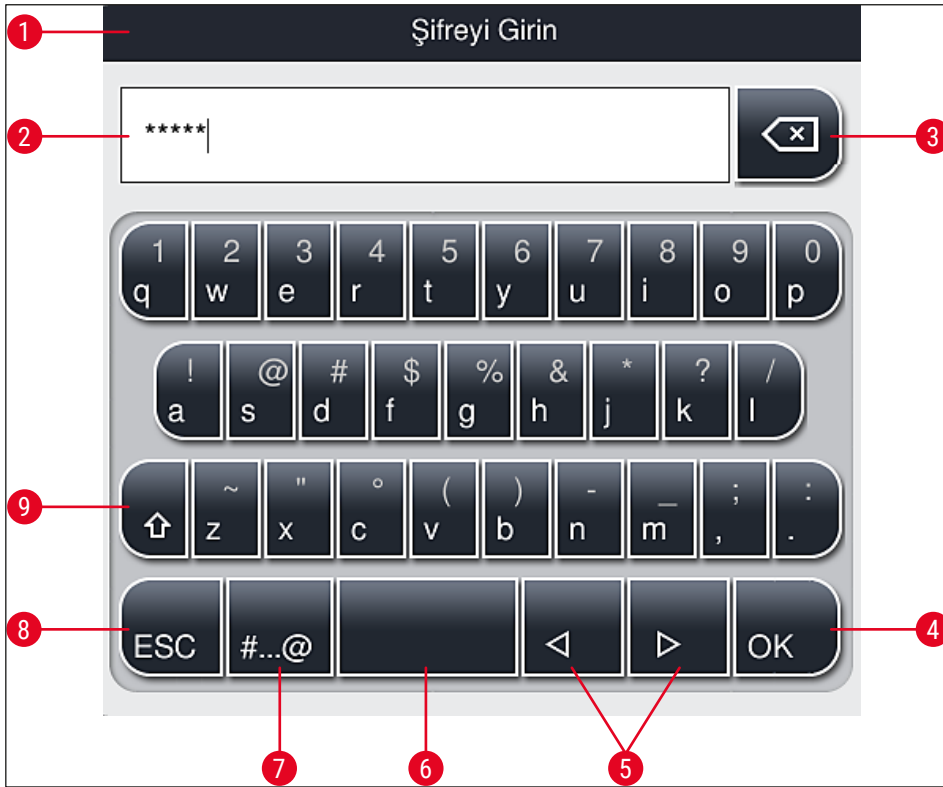 1 Şifreyi Girin
2 ***** 3
1 2 3 4 5 6 7 8 9 0
q w e r t y u i o p
! @ # $ % & * ? /
a s d f g h j k l
~ " ° ( ) - _ ; :
9 z x c v b n m , .
8 ESC #...@ OK 4
7 6 5